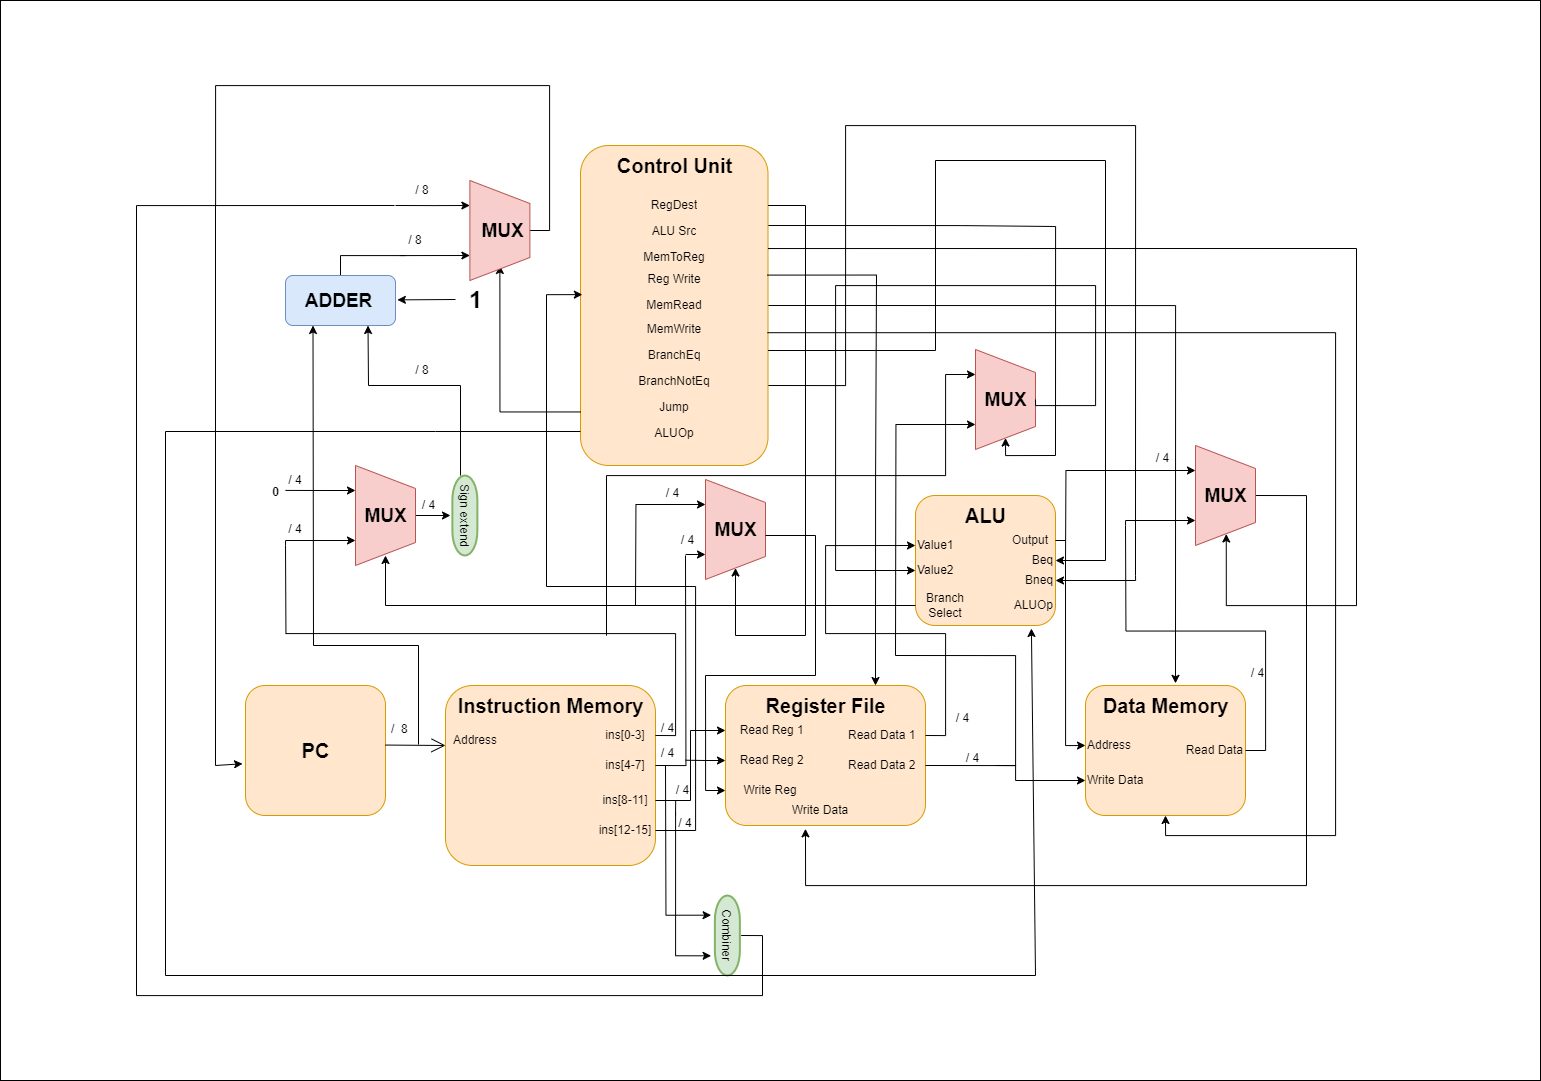 Control Unit
RegDest
ALU Src
MemToReg
Reg Write
MemRead
MemWrite
BranchEq
BranchNotEq
Jump
ALUOp
/ 8
MUX
/ 8
ADDER
1
/ 8
0
/ 4
/ 4
MUX
/ 4
Sign extend
/ 4
/ 4
MUX
MUX
/ 4
MUX
ALU
Value1
Value2
Branch
Select
Output
Beq
Bneq
ALUOp
PC
/ 8
Instruction Memory
Address
ins[0-3]
ins[4-7]
ins[8-11]
ins[12-15]
/ 4
/ 4
/ 4
/ 4
Register File
Read Reg 1
Read Reg 2
Write Reg
Write Data
Read Data 1
Read Data 2
/ 4
/ 4
Data Memory
Address
Write Data
Read Data
/ 4
Combiner